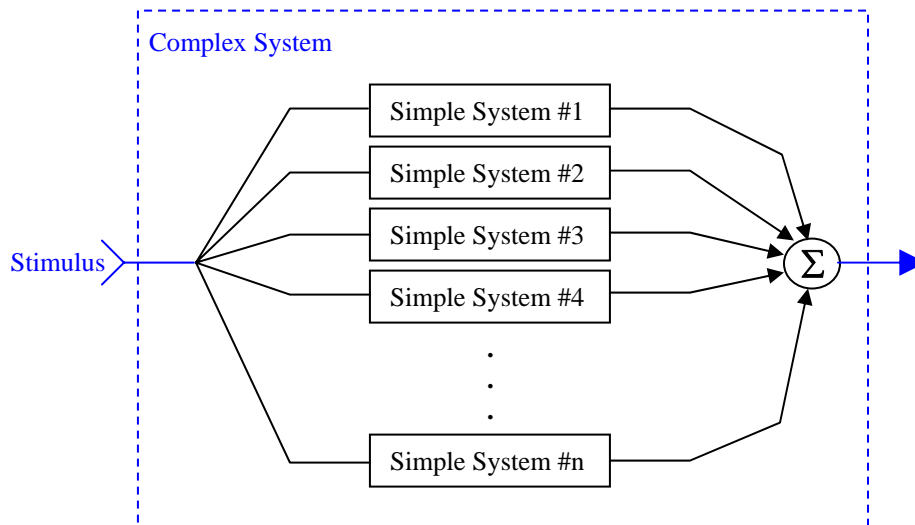 Complex System
Simple System #1
Simple System #2
Simple System #3
Stimulus
Σ
Simple System #4
.
.
.
Simple System #n